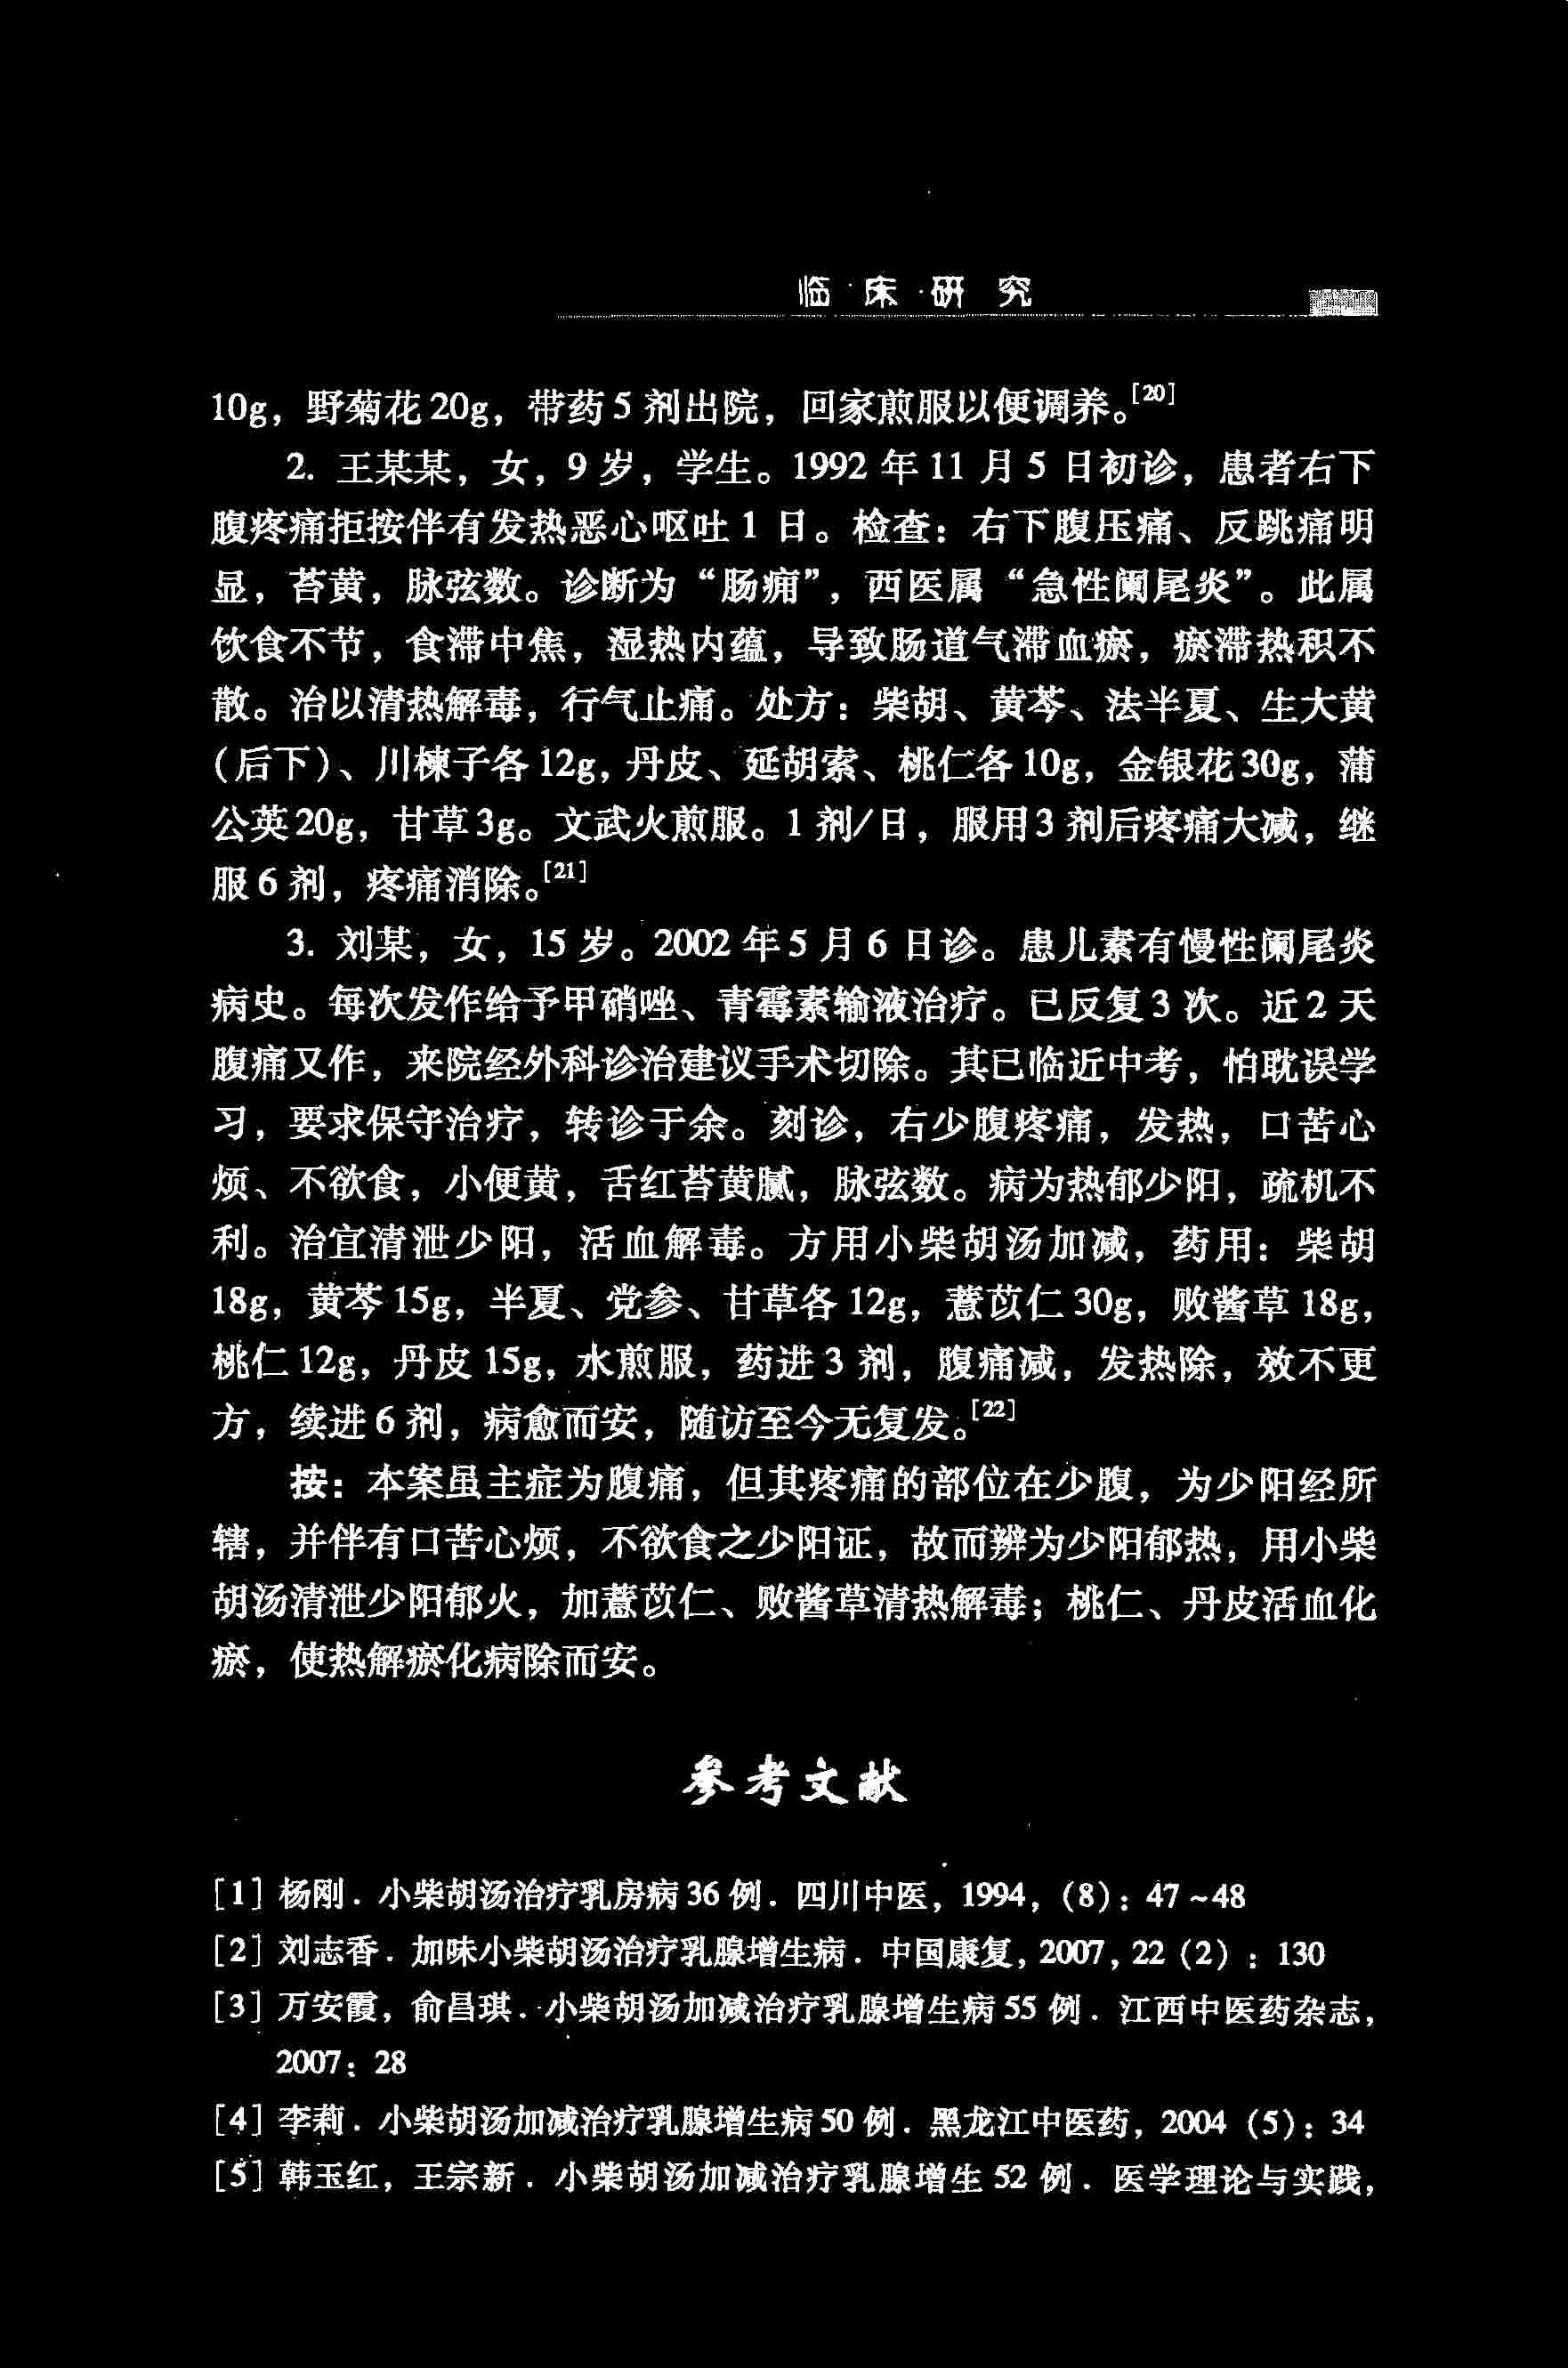 临床研究
10g，野菊花20g，带药5剂出院，回家煎服以便调养。[20]
2. 王某某，女，9岁，学生。1992年11月5日初诊，患者右下
腹疼痛拒按伴有发热恶心呕吐1日。检查：右下腹压痛、反跳痛明
显，苔黄，脉弦数。诊断为“肠痈”，西医属“急性阑尾炎”。此属
饮食不节，食滞中焦，湿热内蕴，导致肠道气滞血瘀，瘀滞热积不
散。治以清热解毒，行气止痛。处方：柴胡、黄芩、法半夏、生大黄
（后下）、川楝子各12g，丹皮、延胡索、桃仁各10g，金银花30g，蒲
公英20g，甘草3g。文武火煎服。1剂/日，服用3剂后疼痛大减，继
服6剂，疼痛消除。[21]
3. 刘某，女，15岁。2002年5月6日诊。患儿素有慢性阑尾炎
病史。每次发作给予甲硝唑、青霉素输液治疗。已反复3次。近2天
腹痛又作，来院经外科诊治建议手术切除。其已临近中考，怕耽误学
习，要求保守治疗，转诊于余。刻诊，右少腹疼痛，发热，口苦心
烦、不欲食，小便黄，舌红苔黄腻，脉弦数。病为热郁少阳，疏机不
利。治宜清泄少阳，活血解毒。方用小柴胡汤加减，药用：柴胡
18g，黄芩15g，半夏、党参、甘草各12g，薏苡仁30g，败酱草18g，
桃仁12g，丹皮15g，水煎服，药进3剂，腹痛减，发热除，效不更
方，续进6剂，病愈而安，随访至今无复发。[22]
按：本案虽主症为腹痛，但其疼痛的部位在少腹，为少阳经所
辖，并伴有口苦心烦，不欲食之少阳证，故而辨为少阳郁热，用小柴
胡汤清泄少阳郁火，加薏苡仁、败酱草清热解毒；桃仁、丹皮活血化
瘀，使热解瘀化病除而安。
参考文献
[1] 杨刚．小柴胡汤治疗乳房病36例．四川中医，1994，(8)：47~48
[2] 刘志香．加味小柴胡汤治疗乳腺增生病．中国康复，2007，22 (2)：130
[3] 万安霞，俞昌琪．小柴胡汤加减治疗乳腺增生病55例．江西中医药杂志，
2007：28
[4] 李莉．小柴胡汤加减治疗乳腺增生病50例．黑龙江中医药，2004 (5)：34
[5] 韩玉红，王宗新．小柴胡汤加减治疗乳腺增生52例．医学理论与实践，